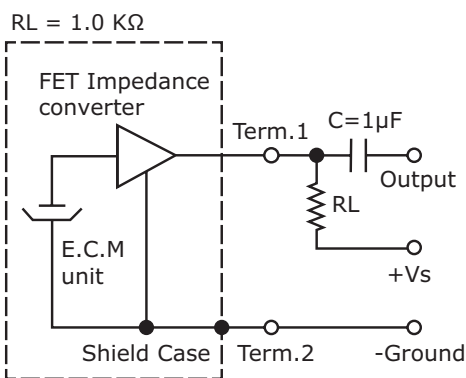 RL = 1.0 KΩ
FET Impedance
converter
Term.1
C=1µF
Output
RL
E.C.M
unit
+Vs
Shield Case
Term.2
-Ground